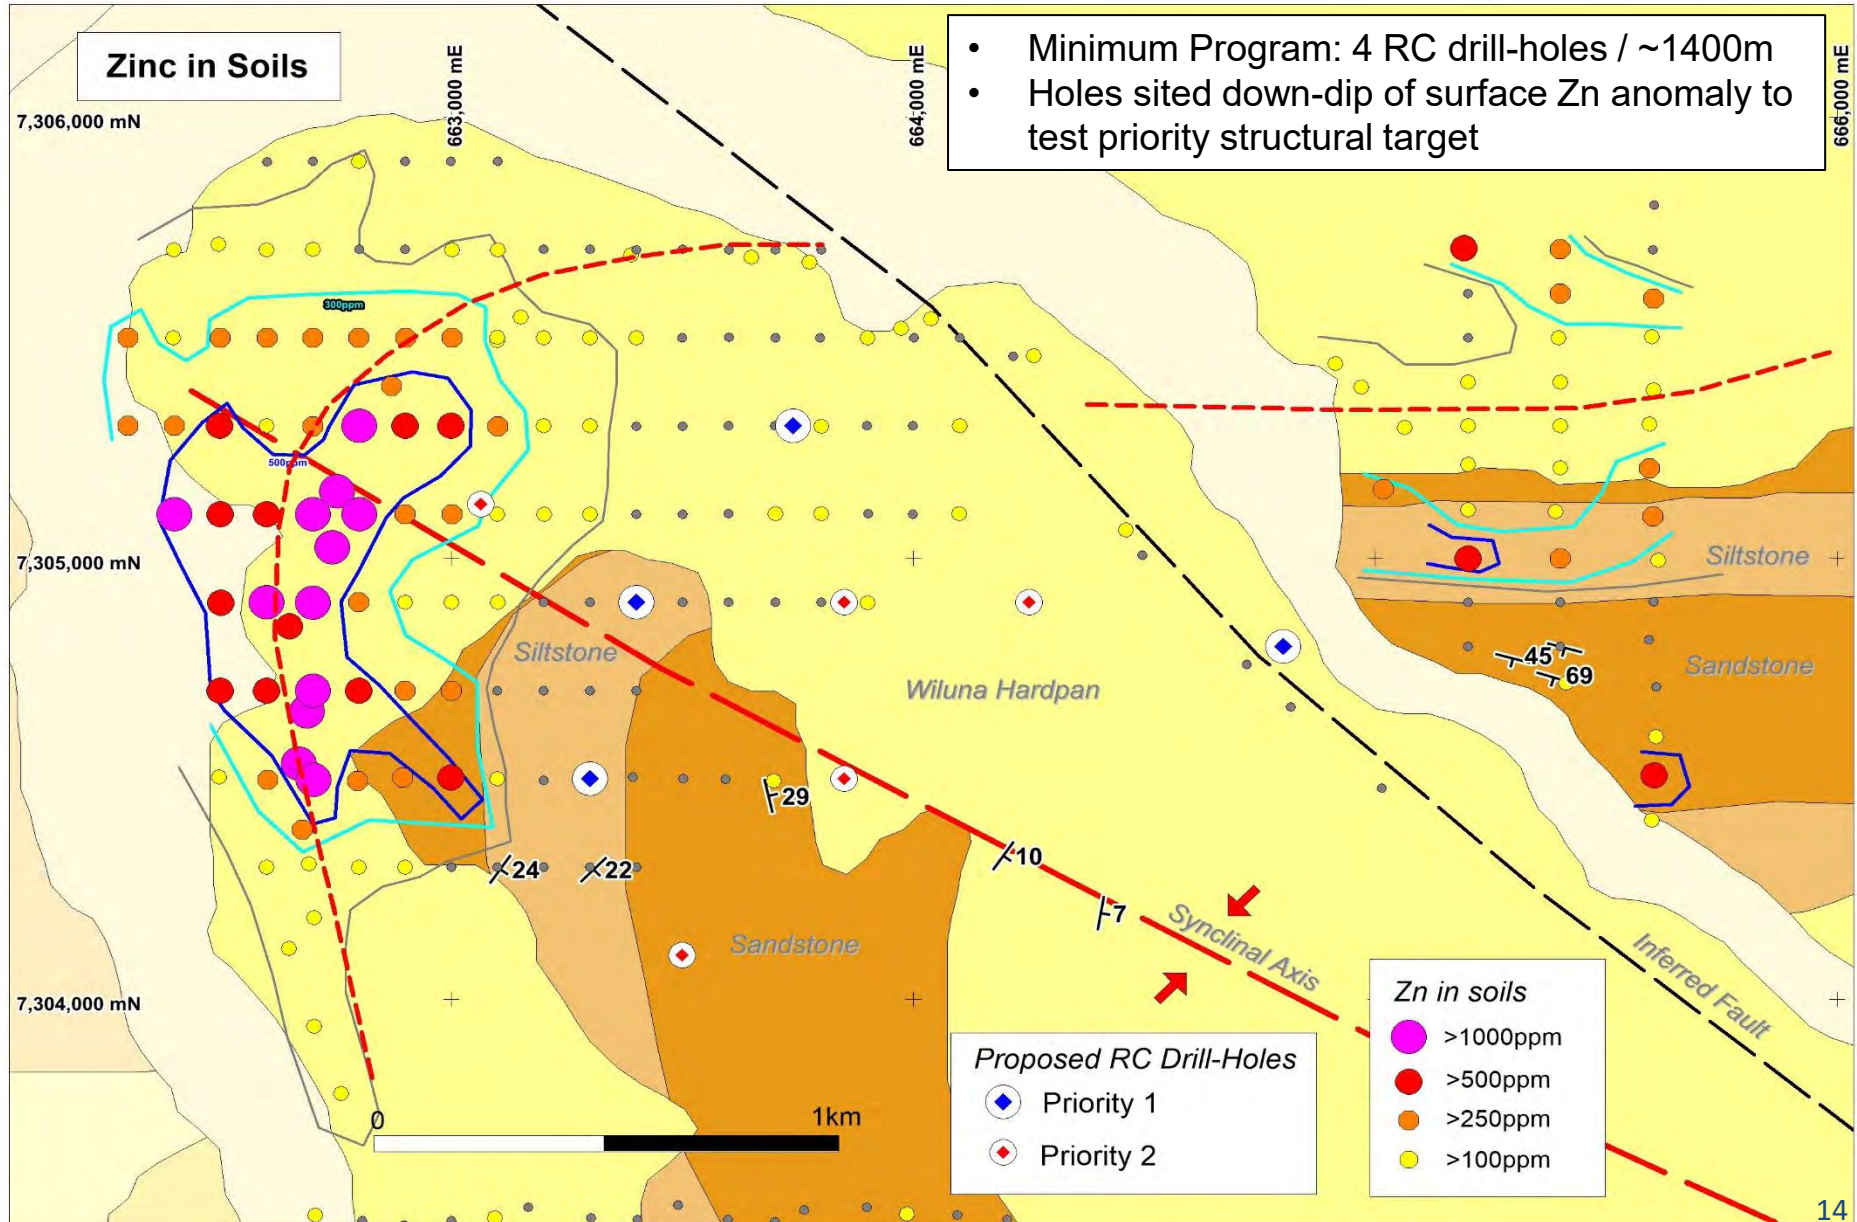 Zinc in Soils
• Minimum Program: 4 RC drill-holes / ~1400m
• Holes sited down-dip of surface Zn anomaly to
test priority structural target
663,000 mE
664,000 mE
666,000 mE
7,306,000 mN
300ppm
500ppm
7,305,000 mN
Siltstone
Siltstone
45
69
Sandstone
Wiluna Hardpan
29
10
24
22
7
Sandstone
Synclinal Axis
Inferred Fault
7,304,000 mN
0
1km
Proposed RC Drill-Holes
Priority 1
Priority 2
Zn in soils
>1000ppm
>500ppm
>250ppm
>100ppm
14